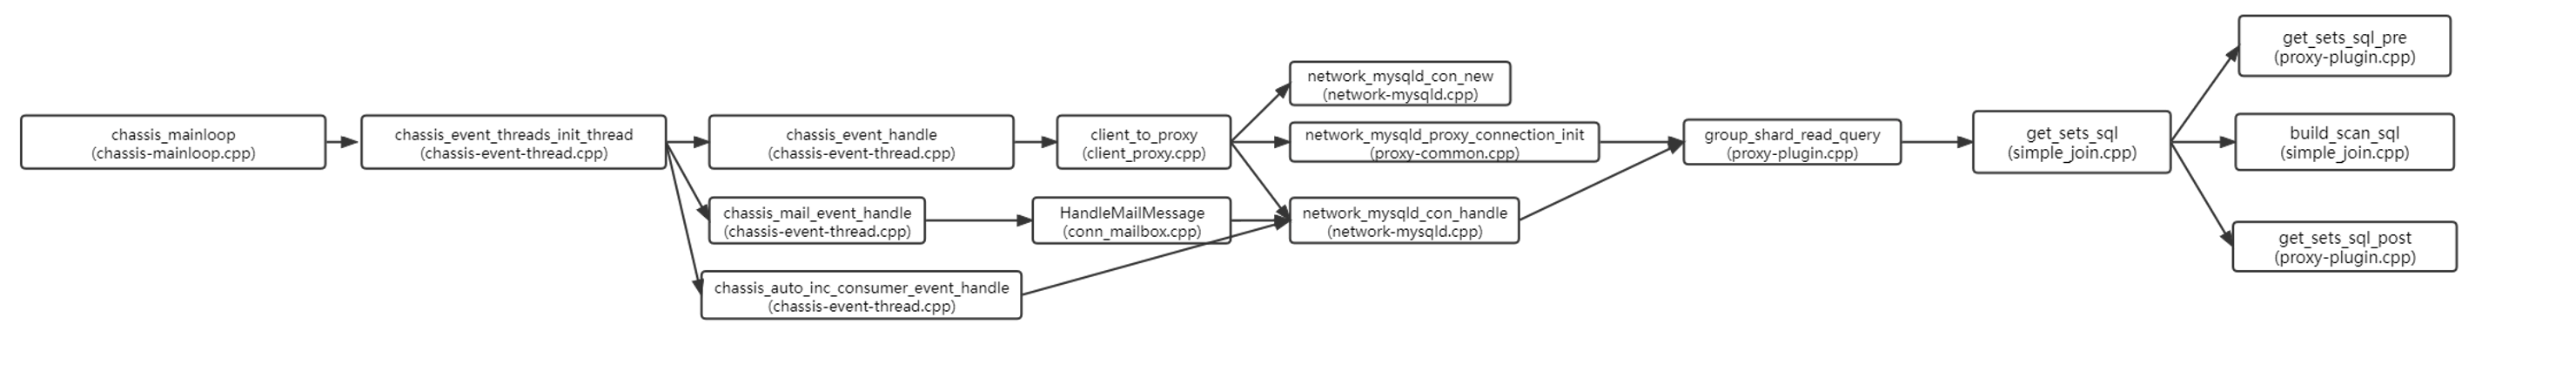 chassis_mainloop
(chassis-mainloop.cpp)
chassis_event_threads_init_thread
(chassis-event-thread.cpp)
chassis_event_handle
(chassis-event-thread.cpp)
chassis_mail_event_handle
(chassis-event-thread.cpp)
chassis_auto_inc_consumer_event_handle
(chassis-event-thread.cpp)
client_to_proxy
(client_proxy.cpp)
HandleMailMessage
(conn_mailbox.cpp)
network_mysqld_con_new
(network-mysqld.cpp)
network_mysqld_proxy_connection_init
(proxy-common.cpp)
network_mysqld_con_handle
(network-mysqld.cpp)
group_shard_read_query
(proxy-plugin.cpp)
get_sets_sql
(simple_join.cpp)
get_sets_sql_pre
(proxy-plugin.cpp)
build_scan_sql
(simple_join.cpp)
get_sets_sql_post
(proxy-plugin.cpp)